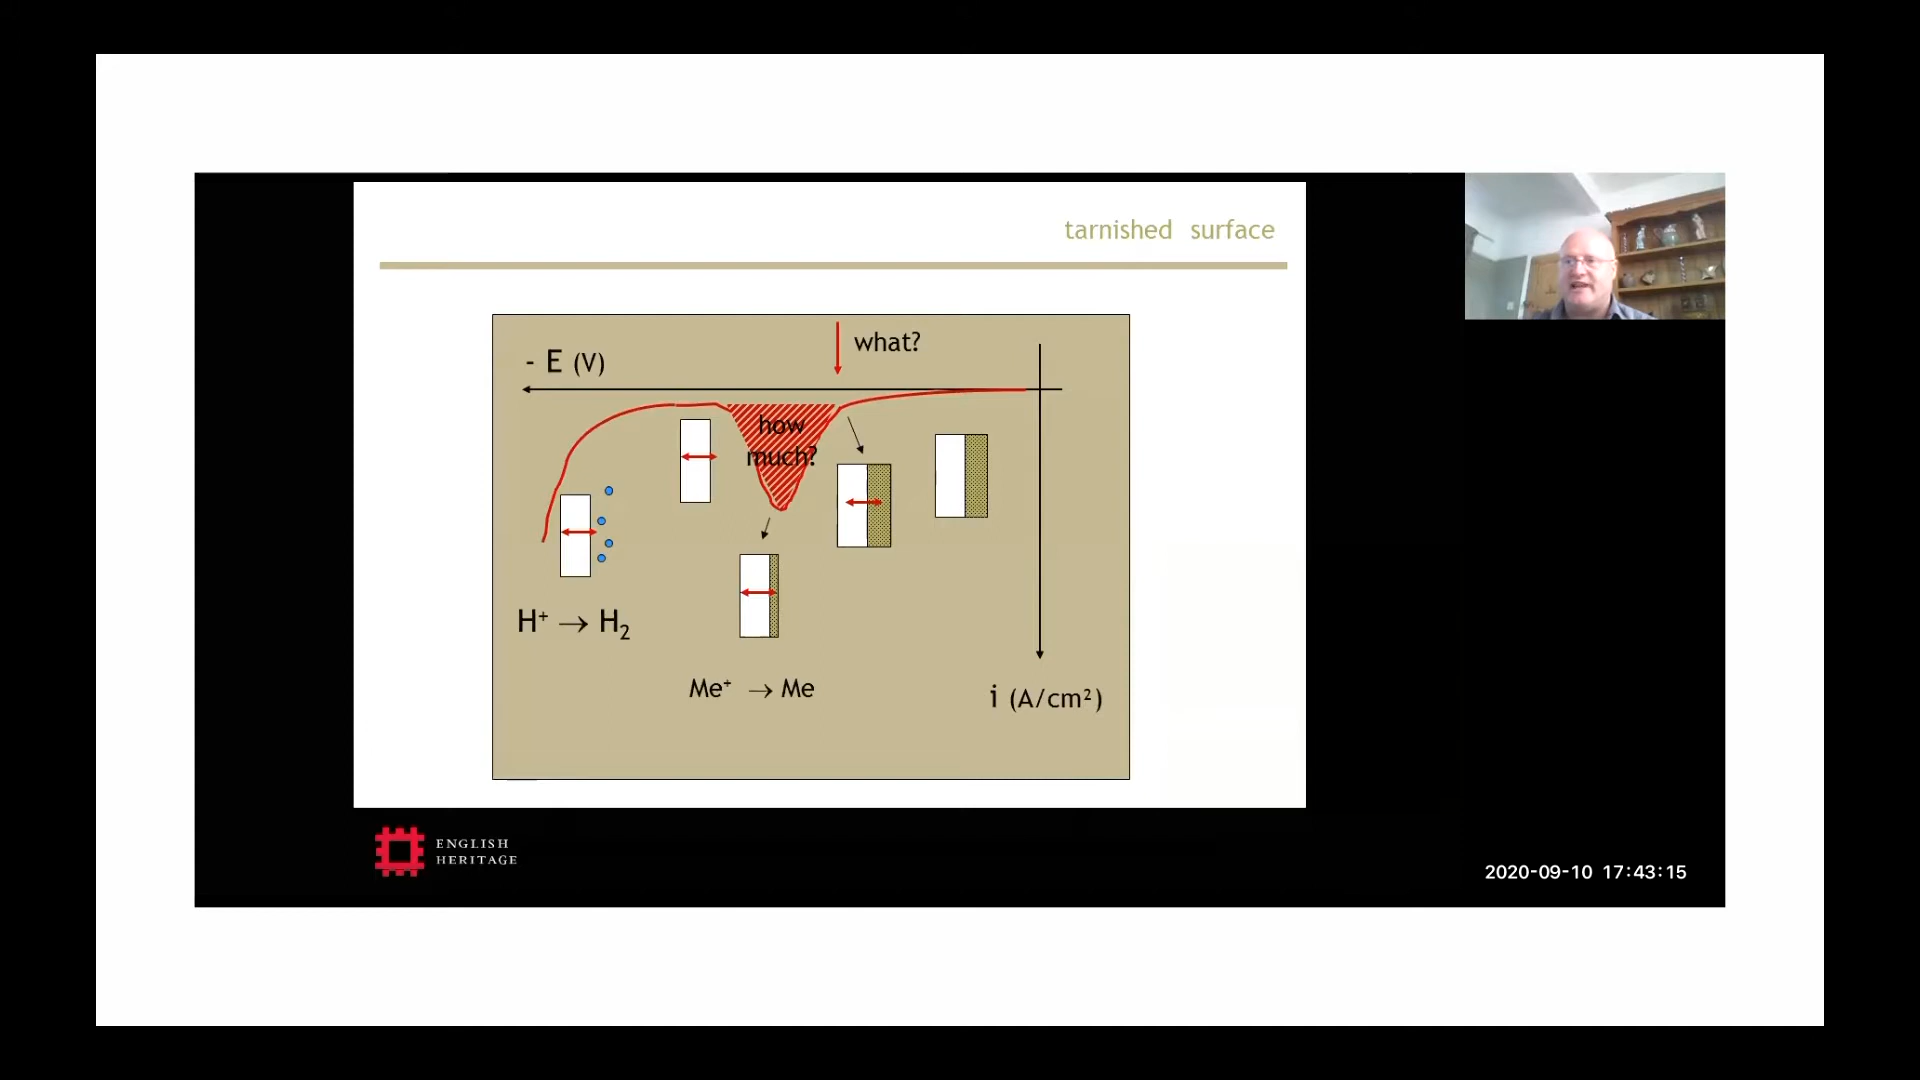 tarnished surface
what?
- E (V)
how
much?
H⁺ → H₂
Me⁺ → Me
i (A/cm²)
ENGLISH
HERITAGE
2020-09-10 17:43:15